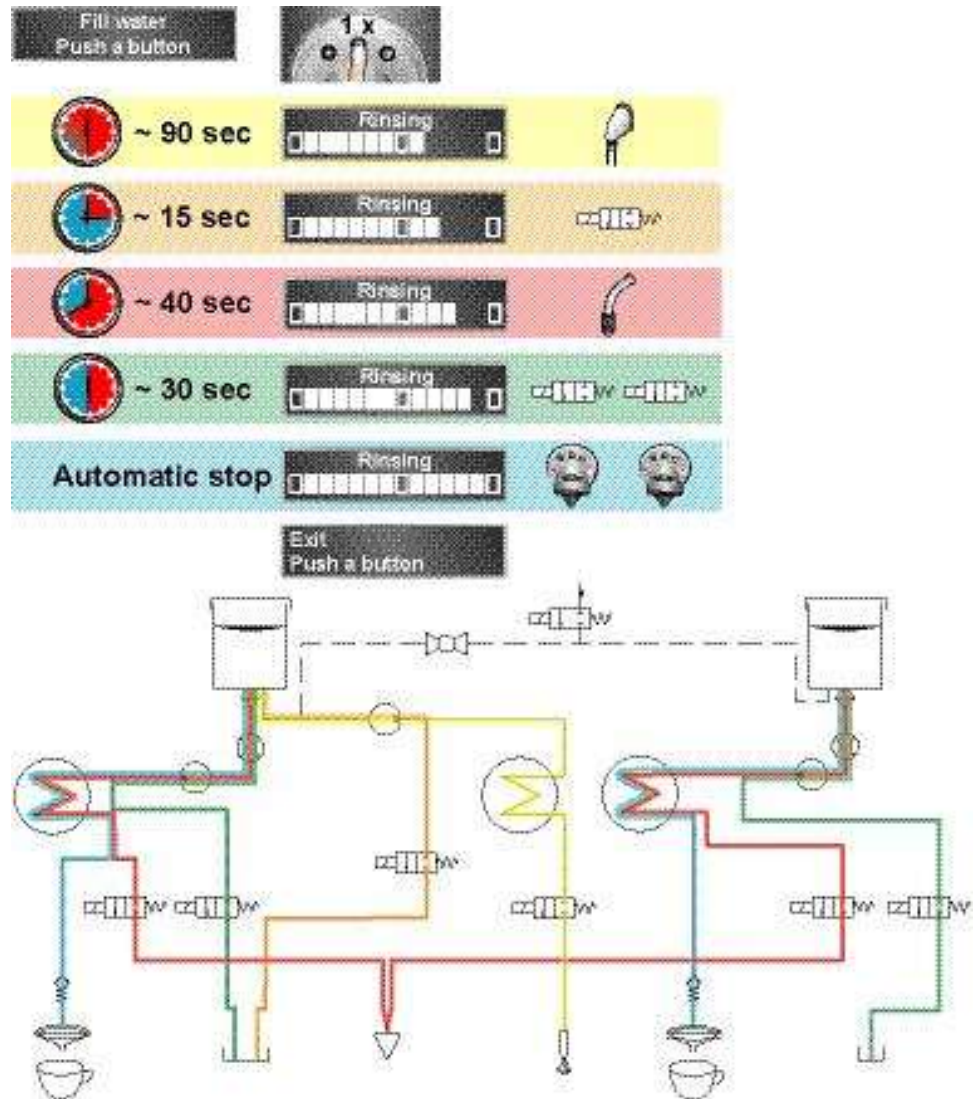 Fill water
Push a button
1 x
~ 90 sec
Rinsing
~ 15 sec
Rinsing
~ 40 sec
Rinsing
~ 30 sec
Rinsing
Automatic stop
Rinsing
Exit
Push a button